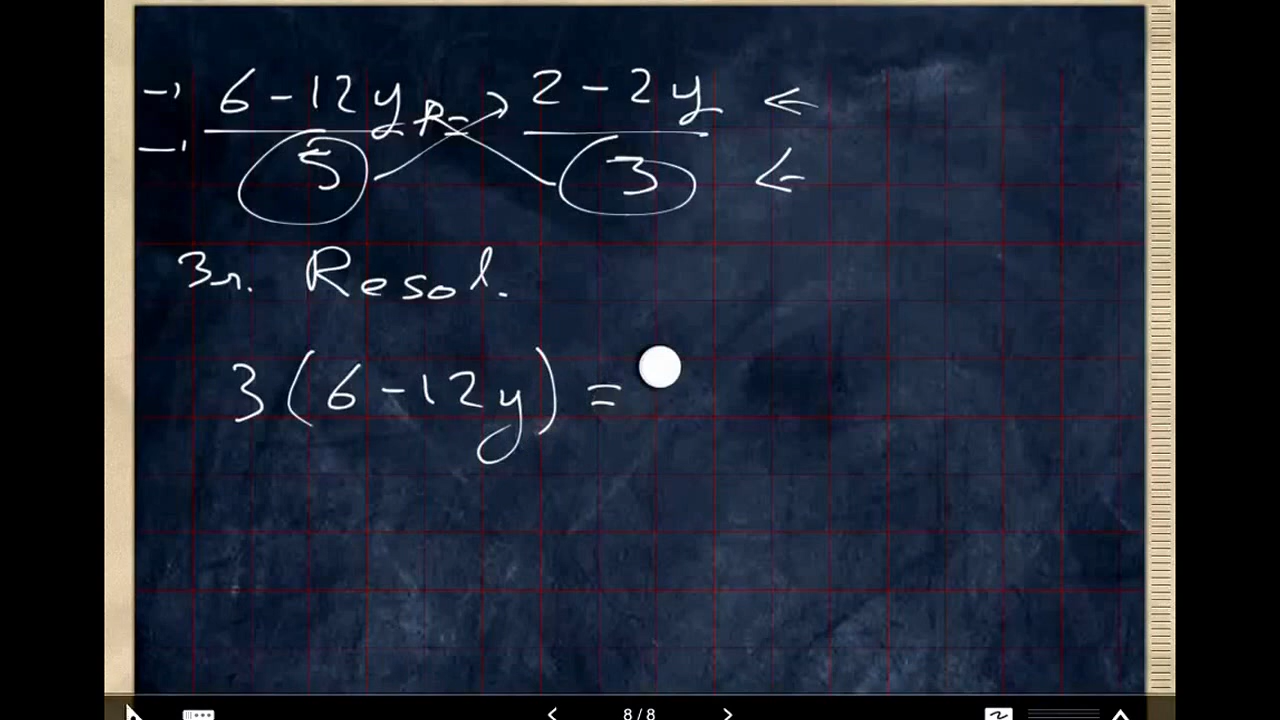 6-12y = 2-2y ←
5 3 ←
3r. Resol.
3(6-12y) =
8/8